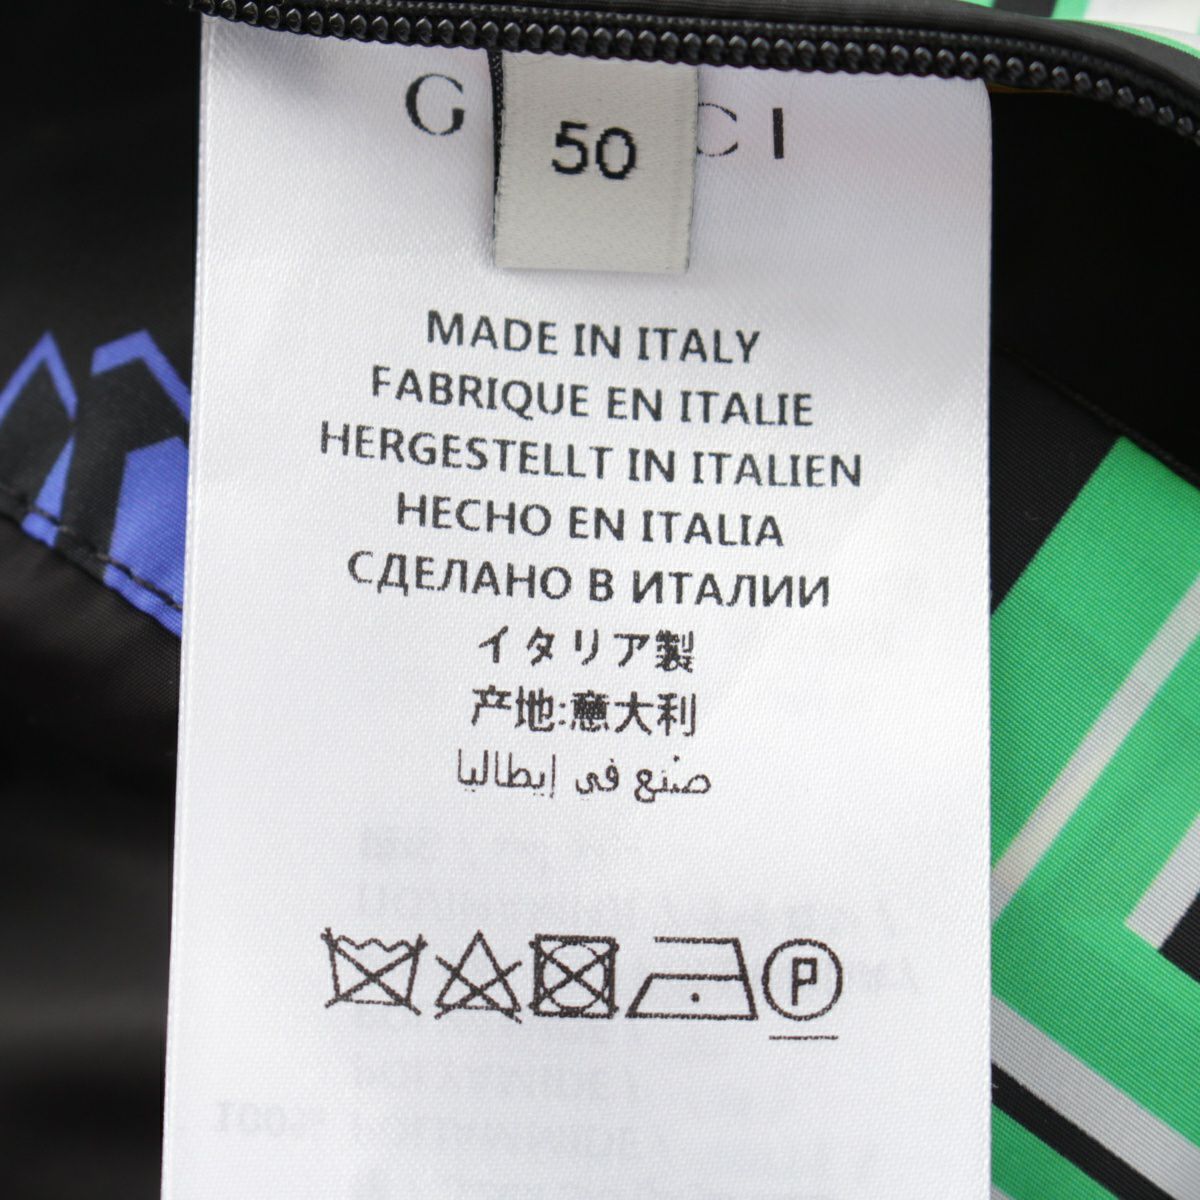 G CI
50
MADE IN ITALY
FABRIQUE EN ITALIE
HERGESTELLT IN ITALIEN
HECHO EN ITALIA
СДЕЛАНО В ИТАЛИИ
イタリア製
产地:意大利
صنع في إيطاليا
P